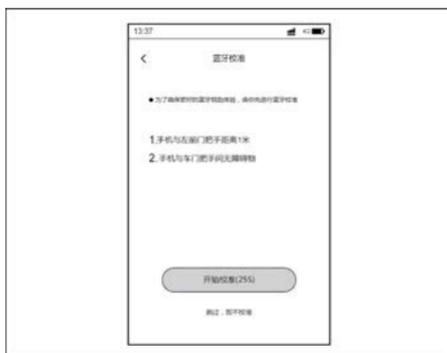 13:37
蓝牙校准
● 为了确保更好的蓝牙钥匙体验，请你先进行蓝牙校准
1.手机与左前门把手距离1米
2.手机与车门把手间无障碍物
开始校准(25S)
跳过，暂不校准